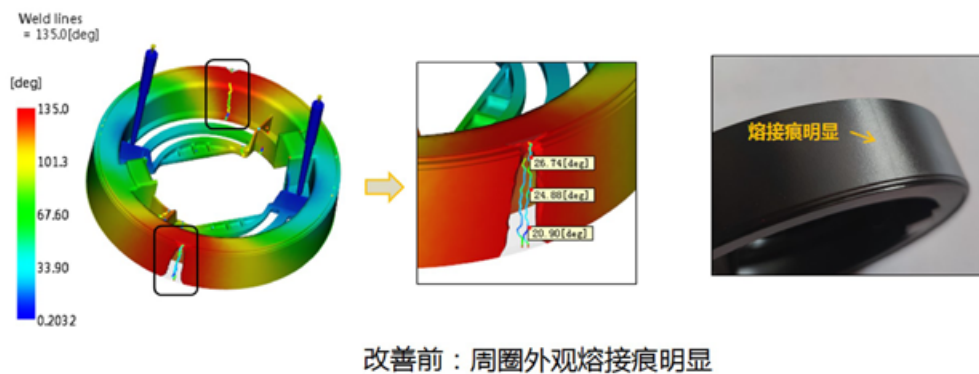 Weld lines
= 135.0[deg]
[deg]
135.0
101.3
67.60
33.90
0.2032
26.74[deg]
24.88[deg]
20.90[deg]
熔接痕明显
改善前：周圈外观熔接痕明显